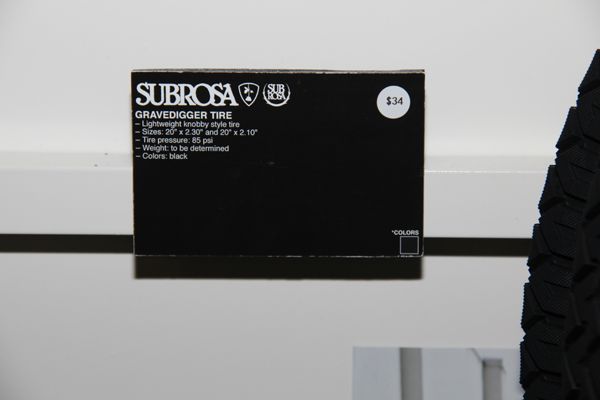 SUBROSA
SUB ROSA
$34
GRAVEDIGGER TIRE
– Lightweight knobby style tire
– Sizes: 20" x 2.30" and 20" x 2.10"
– Tire pressure: 85 psi
– Weight: to be determined
– Colors: black
*COLORS